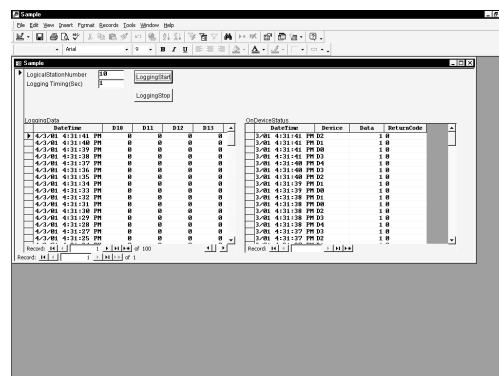 Sample
File Edit View Insert Format Records Tools Window Help
Arial 9 B I U
Sample
LogicalStationNumber 10 LoggingStart
Logging Timing(Sec) 1
LoggingStop
LoggingData
DateTime D10 D11 D12 D13
4/3/01 4:31:41 PM 0 0 0 0
4/3/01 4:31:40 PM 0 0 0 0
4/3/01 4:31:39 PM 0 0 0 0
4/3/01 4:31:38 PM 0 0 0 0
4/3/01 4:31:37 PM 0 0 0 0
4/3/01 4:31:36 PM 0 0 0 0
4/3/01 4:31:35 PM 0 0 0 0
4/3/01 4:31:34 PM 0 0 0 0
4/3/01 4:31:33 PM 0 0 0 0
4/3/01 4:31:32 PM 0 0 0 0
4/3/01 4:31:31 PM 0 0 0 0
4/3/01 4:31:30 PM 0 0 0 0
4/3/01 4:31:29 PM 0 0 0 0
4/3/01 4:31:28 PM 0 0 0 0
4/3/01 4:31:27 PM 0 0 0 0
4/3/01 4:31:25 PM 0 0 0 0
Record: 1 of 100
OnDeviceStatus
DateTime Device Data ReturnCode
3/01 4:31:41 PM D2 1 0
3/01 4:31:41 PM D1 1 0
3/01 4:31:41 PM D0 1 0
3/01 4:31:41 PM D3 1 0
3/01 4:31:40 PM D4 1 0
3/01 4:31:40 PM D3 1 0
3/01 4:31:40 PM D2 1 0
3/01 4:31:39 PM D1 1 0
3/01 4:31:39 PM D0 1 0
3/01 4:31:38 PM D1 1 0
3/01 4:31:38 PM D0 1 0
3/01 4:31:38 PM D2 1 0
3/01 4:31:38 PM D3 1 0
3/01 4:31:38 PM D4 1 0
3/01 4:31:37 PM D3 1 0
3/01 4:31:37 PM D2 1 0
Record:
Record: 1 of 1